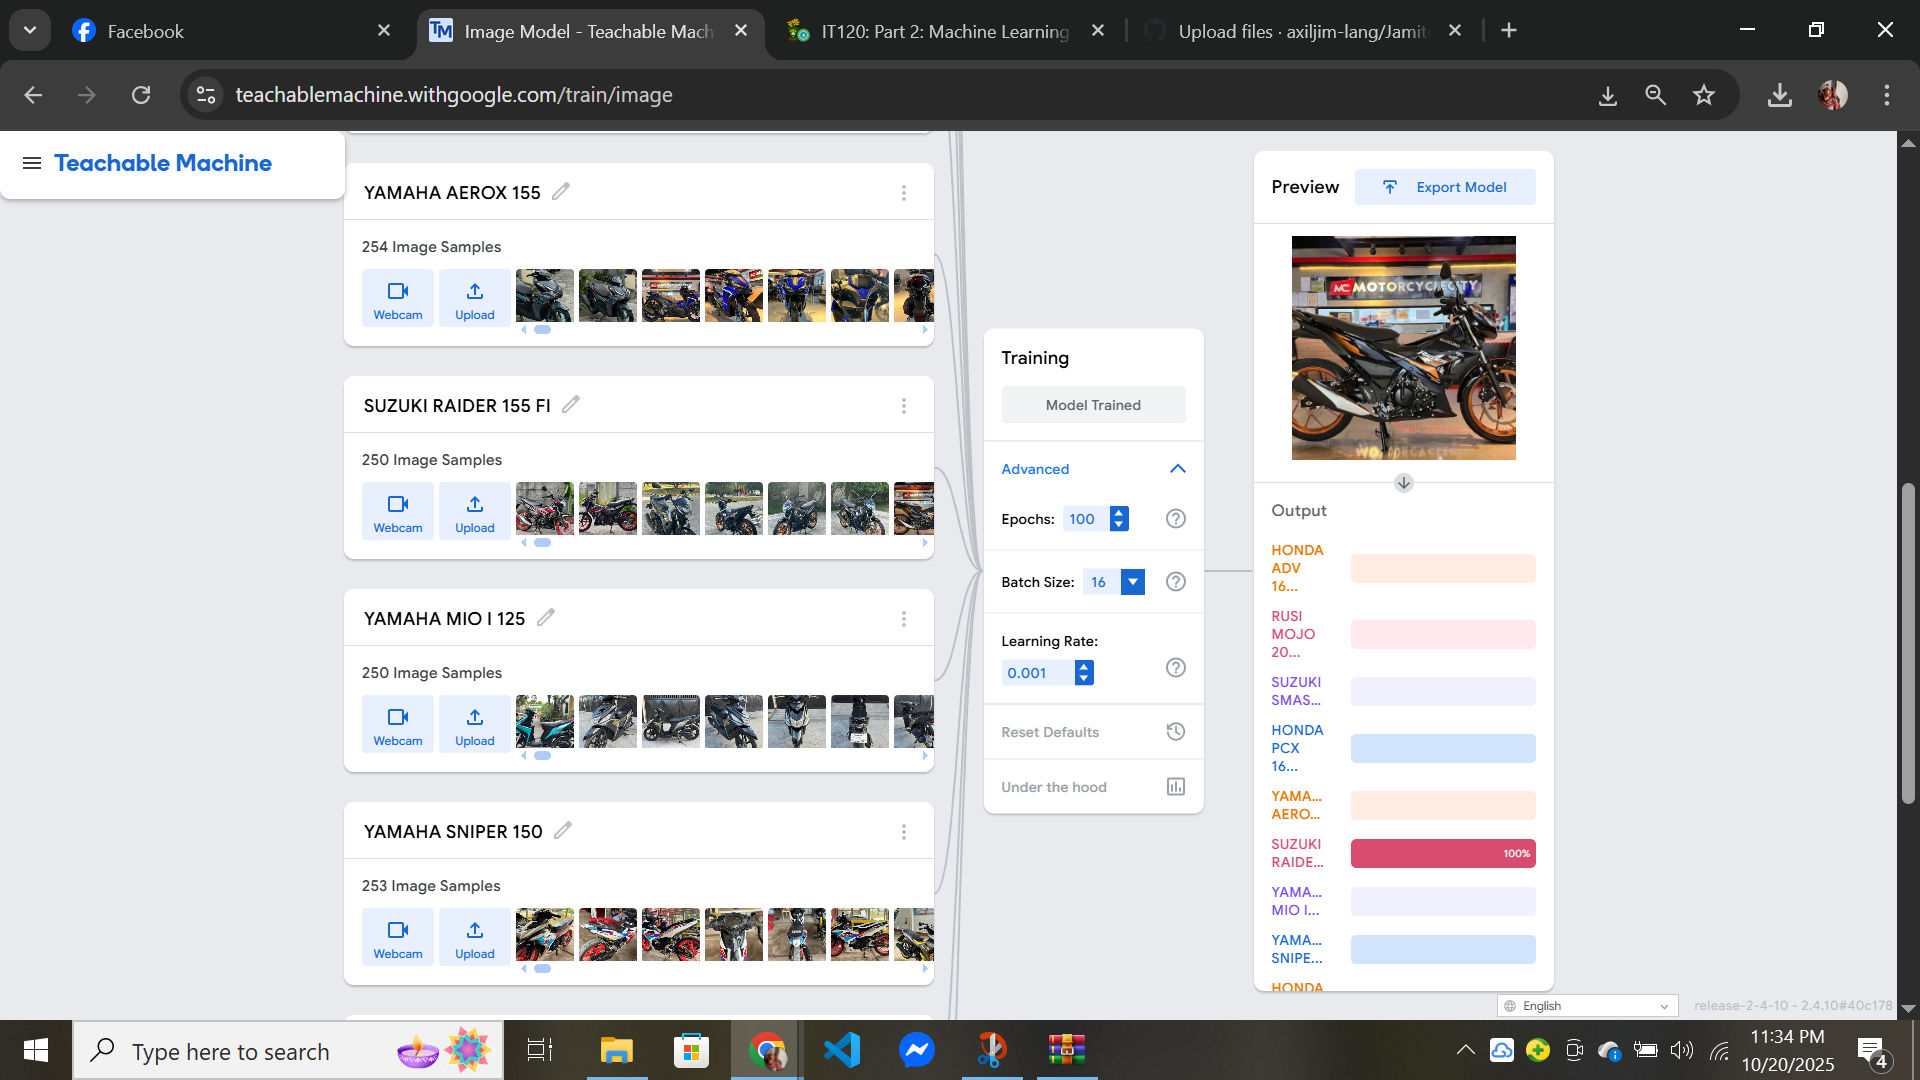 Facebook
Image Model - Teachable Mach
IT120: Part 2: Machine Learning
Upload files · axiljim-lang/Jamit
teachablemachine.withgoogle.com/train/image
Teachable Machine
YAMAHA AEROX 155
254 Image Samples
Webcam
Upload
SUZUKI RAIDER 155 FI
250 Image Samples
Webcam
Upload
YAMAHA MIO I 125
250 Image Samples
Webcam
Upload
YAMAHA SNIPER 150
253 Image Samples
Webcam
Upload
Training
Model Trained
Advanced
Epochs: 100
Batch Size: 16
Learning Rate:
0.001
Reset Defaults
Under the hood
Preview
Export Model
MC MOTORCYCLECITY
SUZUKI
Output
HONDA
ADV
16...
RUSI
MOJO
20...
SUZUKI
SMAS...
HONDA
PCX
16...
YAMA...
AERO...
SUZUKI
RAIDE...
100%
YAMA...
MIO I...
YAMA...
SNIPE...
HONDA
English
release-2-4-10 - 2.4.10#40c178
Type here to search
11:34 PM
10/20/2025
4